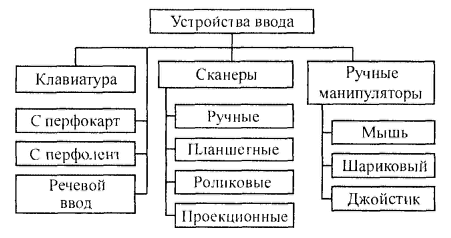 Устройства ввода
Клавиатура
С перфокарт
С перфолент
Речевой
ввод
Сканеры
Ручные
Планшетные
Роликовые
Проекционные
Ручные
манипуляторы
Мышь
Шариковый
Джойстик